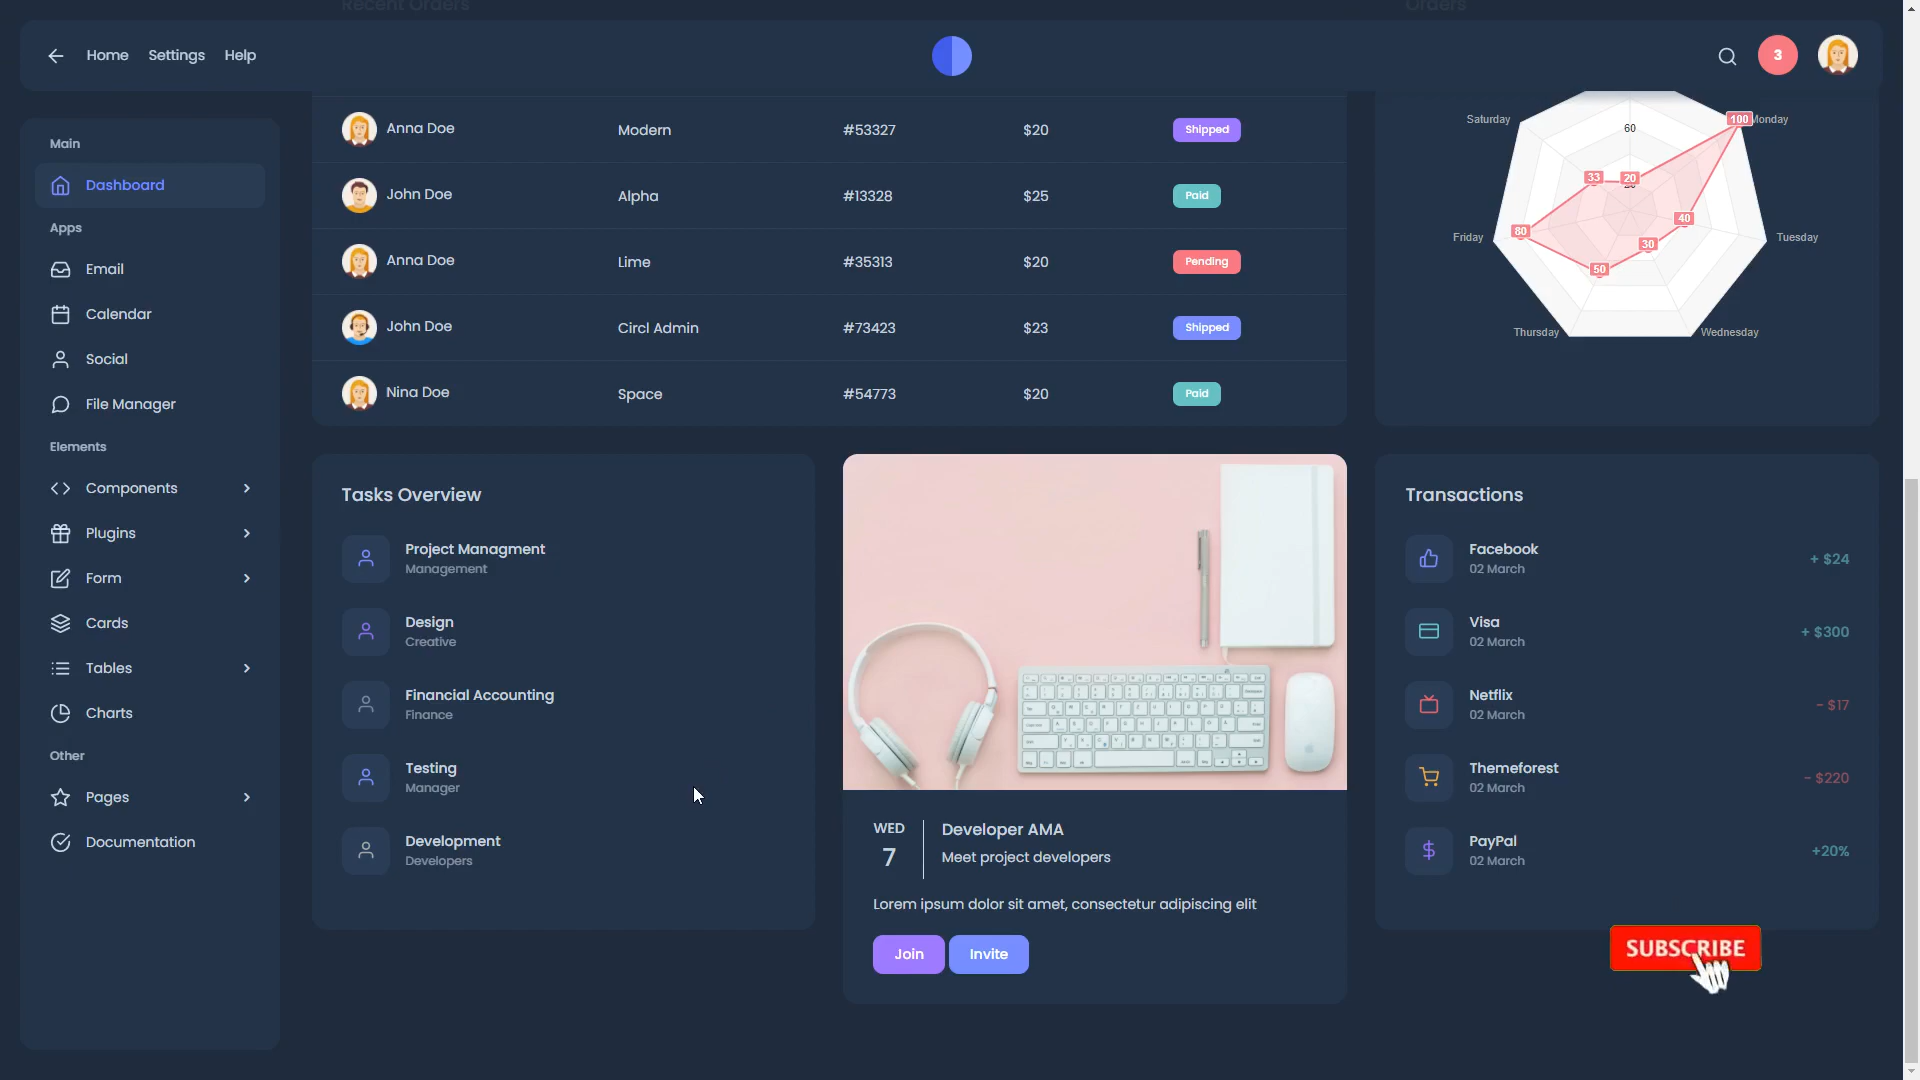 Recent Orders
Orders
Home Settings Help
3
Main
Dashboard
Apps
Email
Calendar
Social
File Manager
Elements
Components
Plugins
Form
Cards
Tables
Charts
Other
Pages
Documentation
Anna Doe Modern #53327 $20 Shipped
John Doe Alpha #13328 $25 Paid
Anna Doe Lime #35313 $20 Pending
John Doe Circl Admin #73423 $23 Shipped
Nina Doe Space #54773 $20 Paid
Saturday
60
100
Monday
33
20
40
Friday
80
30
Tuesday
50
Thursday
Wednesday
Tasks Overview
Project Managment
Management
Design
Creative
Financial Accounting
Finance
Testing
Manager
Development
Developers
WED
7
Developer AMA
Meet project developers
Lorem ipsum dolor sit amet, consectetur adipiscing elit
Join Invite
Transactions
Facebook
02 March
+ $24
Visa
02 March
+ $300
Netflix
02 March
- $17
Themeforest
02 March
- $220
PayPal
02 March
+20%
SUBSCRIBE